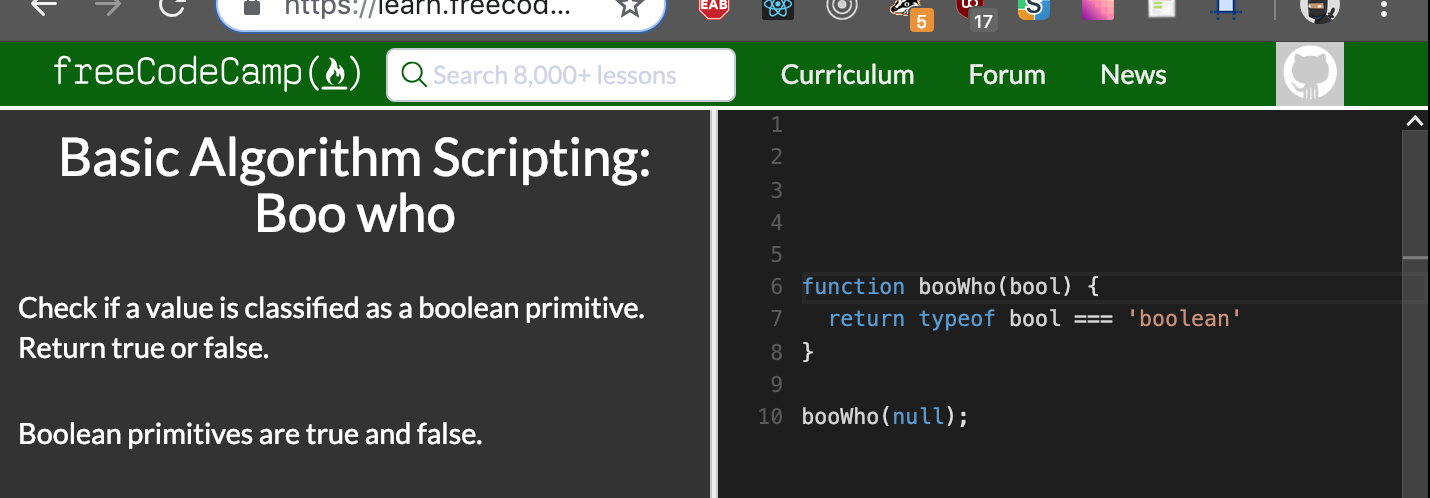 https://learn.freecod...
EAB
5
17
S
freeCodeCamp(
)
Search 8,000+ lessons
Curriculum
Forum
News
Basic Algorithm Scripting:
Boo who
Check if a value is classified as a boolean primitive.
Return true or false.
Boolean primitives are true and false.
1
2
3
4
5
6 function booWho(bool) {
7 return typeof bool === 'boolean'
8 }
9
10 booWho(null);